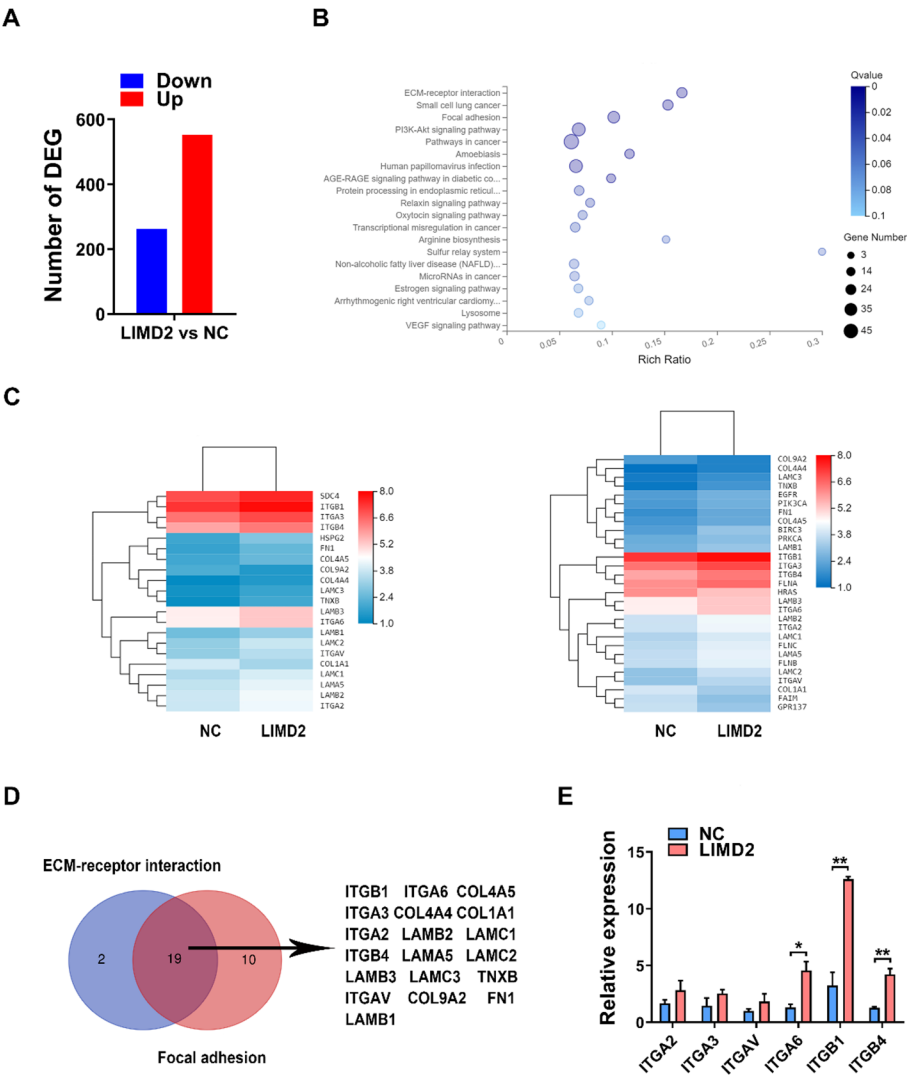 A
Down
Up
Number of DEG
600
400
200
0
LIMD2 vs NC
B
ECM-receptor interaction
Small cell lung cancer
Focal adhesion
PI3K-Akt signaling pathway
Pathways in cancer
Amoebiasis
Human papillomavirus infection
AGE-RAGE signaling pathway in diabetic co...
Protein processing in endoplasmic reticul...
Relaxin signaling pathway
Oxytocin signaling pathway
Transcriptional misregulation in cancer
Arginine biosynthesis
Sulfur relay system
Non-alcoholic fatty liver disease (NAFLD)...
MicroRNAs in cancer
Estrogen signaling pathway
Arrhythmogenic right ventricular cardiomy...
Lysosome
VEGF signaling pathway
0 0.05 0.1 0.15 0.2 0.25 0.3
Rich Ratio
Qvalue
0
0.02
0.04
0.06
0.08
0.1
Gene Number
3
14
24
35
45
C
SDC4
ITGB1
ITGA3
ITGB4
HSPG2
FN1
COL4A5
COL9A2
COL4A4
LAMC3
TNXB
LAMB3
ITGA6
LAMB1
LAMC2
ITGAV
COL1A1
LAMC1
LAMA5
LAMB2
ITGA2
8.0
6.6
5.2
3.8
2.4
1.0
NC LIMD2
COL9A2
COL4A4
LAMC3
TNXB
EGFR
PIK3CA
FN1
COL4A5
BIRC3
PRKCA
LAMB1
ITGB1
ITGA3
ITGB4
FLNA
HRAS
LAMB3
ITGA6
LAMB2
ITGA2
LAMC1
FLNC
LAMA5
FLNB
LAMC2
ITGAV
COL1A1
FAIM
GPR137
8.0
6.6
5.2
3.8
2.4
1.0
NC LIMD2
D
ECM-receptor interaction
2 19 10
Focal adhesion
ITGB1 ITGA6 COL4A5
ITGA3 COL4A4 COL1A1
ITGA2 LAMB2 LAMC1
ITGB4 LAMA5 LAMC2
LAMB3 LAMC3 TNXB
ITGAV COL9A2 FN1
LAMB1
E
NC
LIMD2
Relative expression
15
10
5
0
* ** **
ITGA2 ITGA3 ITGAV ITGA6 ITGB1 ITGB4